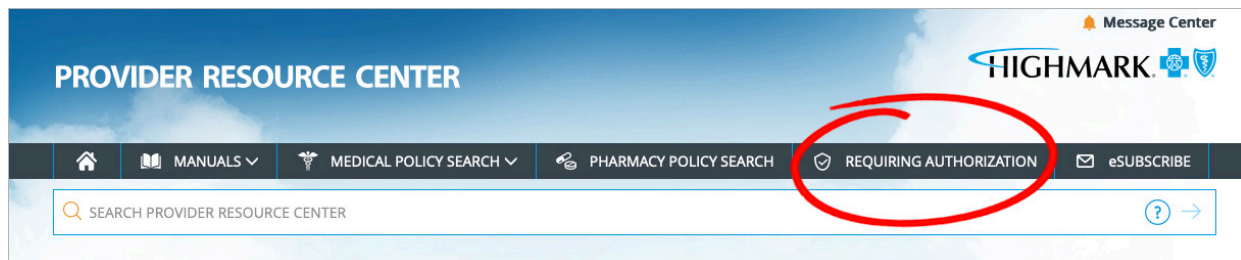 Message Center
PROVIDER RESOURCE CENTER
HIGHMARK
MANUALS
MEDICAL POLICY SEARCH
PHARMACY POLICY SEARCH
REQUIRING AUTHORIZATION
eSUBSCRIBE
SEARCH PROVIDER RESOURCE CENTER
?